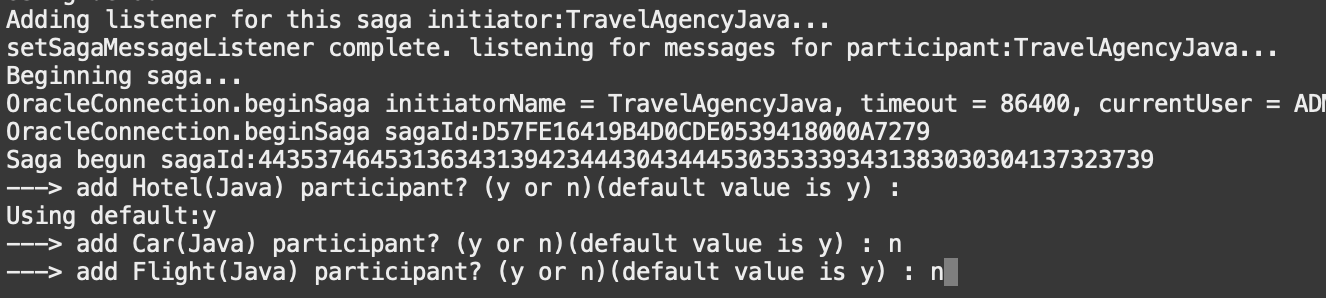 Adding listener for this saga initiator:TravelAgencyJava...
setSagaMessageListener complete. listening for messages for participant:TravelAgencyJava...
Beginning saga...
OracleConnection.beginSaga initiatorName = TravelAgencyJava, timeout = 86400, currentUser = ADM
OracleConnection.beginSaga sagaId:D57FE16419B4D0CDE0539418000A7279
Saga begun sagaId:4435374645313634313942344430434445303533393431383030304137323739
---> add Hotel(Java) participant? (y or n)(default value is y) :
Using default:y
---> add Car(Java) participant? (y or n)(default value is y) : n
---> add Flight(Java) participant? (y or n)(default value is y) : n